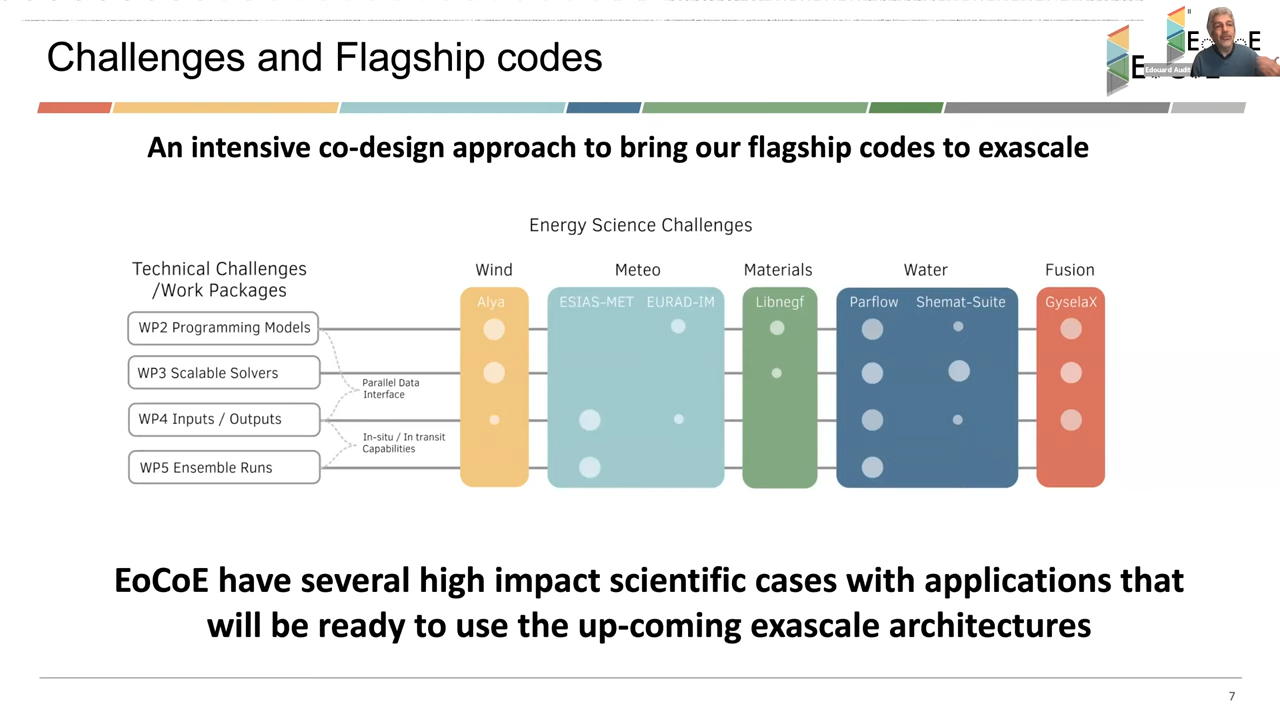 Challenges and Flagship codes
Edouard Audit
An intensive co-design approach to bring our flagship codes to exascale
Energy Science Challenges
Technical Challenges
/Work Packages
Wind
Meteo
Materials
Water
Fusion
Alya
ESIAS-MET
EURAD-IM
Libnegf
Parflow
Shemat-Suite
GyselaX
WP2 Programming Models
WP3 Scalable Solvers
Parallel Data
Interface
WP4 Inputs / Outputs
In-situ / In transit
Capabilities
WP5 Ensemble Runs
EoCoE have several high impact scientific cases with applications that
will be ready to use the up-coming exascale architectures
7